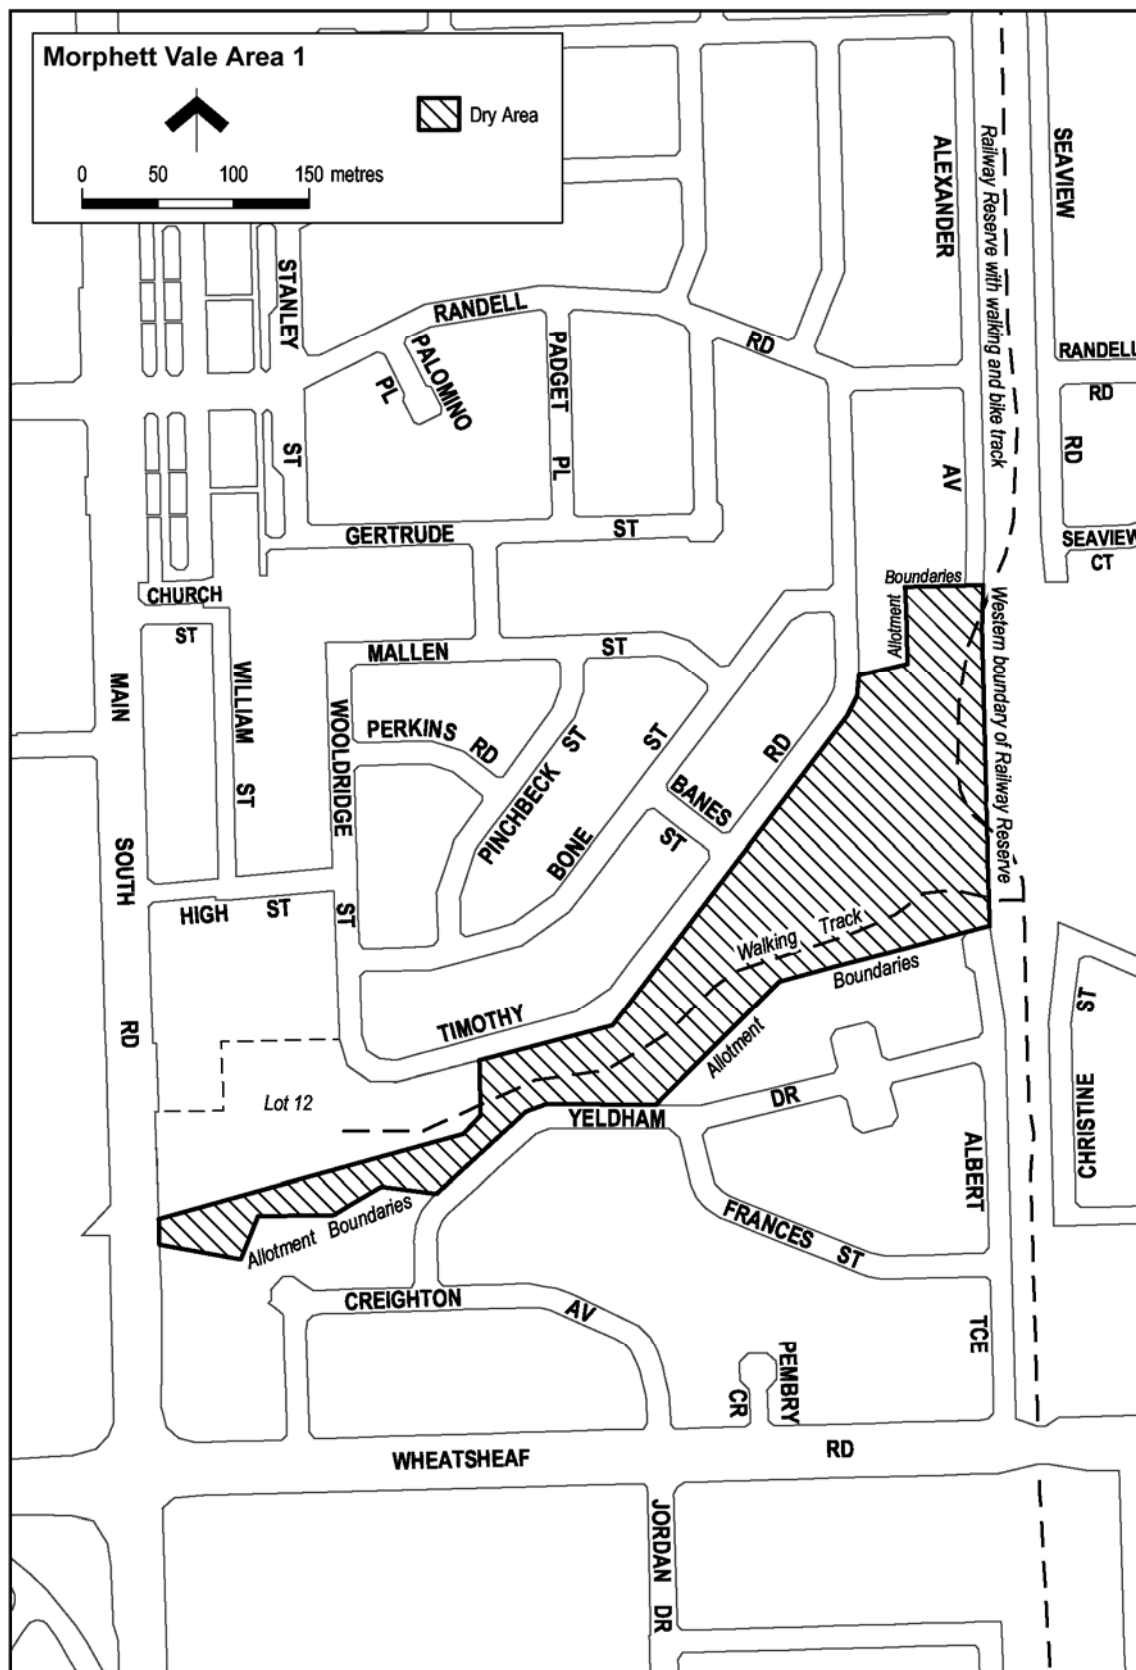 Morphett Vale Area 1
Dry Area
0 50 100 150 metres
SEAVIEW
ALEXANDER
Railway Reserve with walking and bike track
STANLEY
RANDELL
RD
PALOMINO
PL
PADGET
PL
RANDELL
RD
RD
ST
AV
GERTRUDE
ST
SEAVIEW
CT
Boundaries
Allotment
Western boundary of Railway Reserve
CHURCH
ST
MALLEN
ST
MAIN
WILLIAM
ST
WOOLDRIDGE
PERKINS
RD
PINCHBECK
ST
ST
BONE
BANES
ST
RD
SOUTH
HIGH
ST
ST
Walking
Track
Boundaries
TIMOTHY
RD
ST
Allotment
Lot 12
YELDHAM
DR
CHRISTINE
ALBERT
Allotment
Boundaries
FRANCES
ST
CREIGHTON
AV
TCE
PEMBRY
CR
WHEATSHEAF
RD
JORDAN
DR